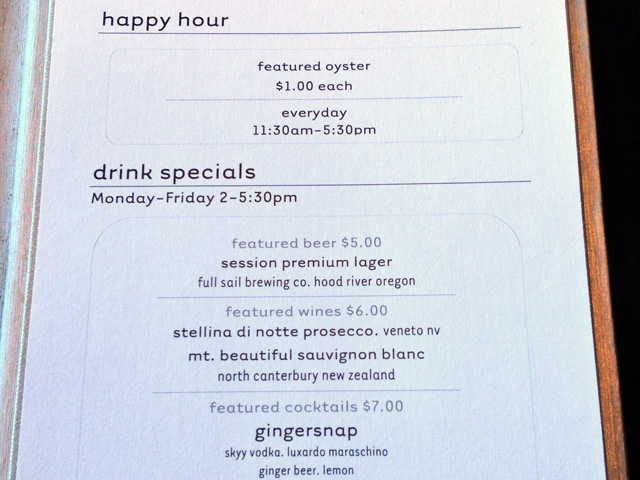 happy hour
featured oyster
$1.00 each
everyday
11:30am-5:30pm
drink specials
Monday-Friday 2-5:30pm
featured beer $5.00
session premium lager
full sail brewing co. hood river oregon
featured wines $6.00
stellina di notte prosecco. veneto nv
mt. beautiful sauvignon blanc
north canterbury new zealand
featured cocktails $7.00
gingersnap
skyy vodka. luxardo maraschino
ginger beer. lemon